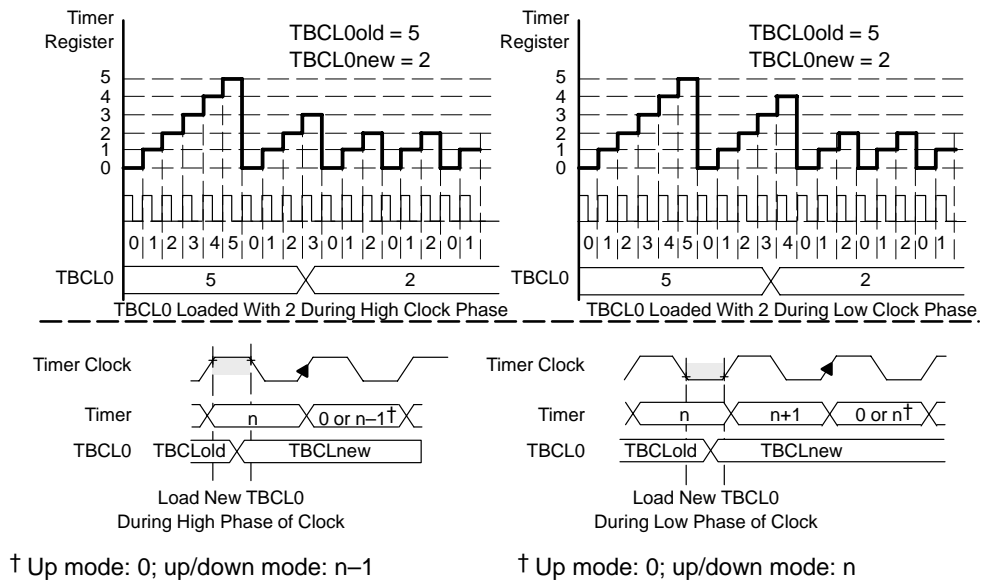 Timer
Register
TBCL0old = 5
TBCL0new = 2
5
4
3
2
1
0
0 1 2 3 4 5 0 1 2 3 0 1 2 0 1 2 0 1
TBCL0 5 2
TBCL0 Loaded With 2 During High Clock Phase
Timer
Register
TBCL0old = 5
TBCL0new = 2
5
4
3
2
1
0
0 1 2 3 4 5 0 1 2 3 4 0 1 2 0 1 2 0 1
TBCL0 5 2
TBCL0 Loaded With 2 During Low Clock Phase
Timer Clock
Timer n 0 or n–1†
TBCL0 TBCLold TBCLnew
Load New TBCL0
During High Phase of Clock
† Up mode: 0; up/down mode: n–1
Timer Clock
Timer n n+1 0 or n†
TBCL0 TBCLold TBCLnew
Load New TBCL0
During Low Phase of Clock
† Up mode: 0; up/down mode: n